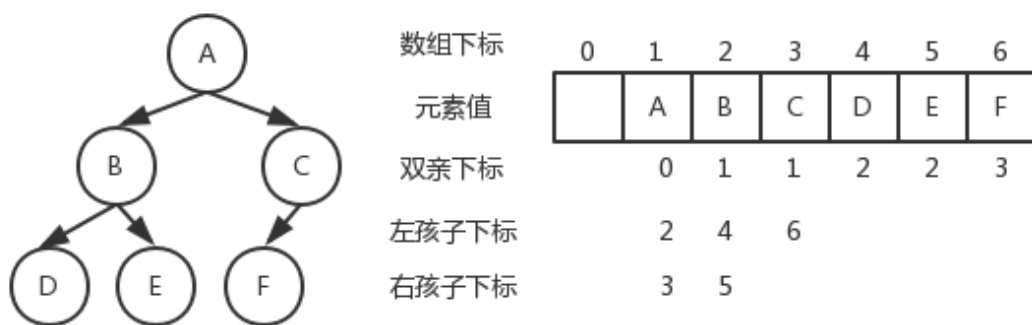 A
B C
D E F
数组下标 0 1 2 3 4 5 6
元素值 A B C D E F
双亲下标 0 1 1 2 2 3
左孩子下标 2 4 6
右孩子下标 3 5